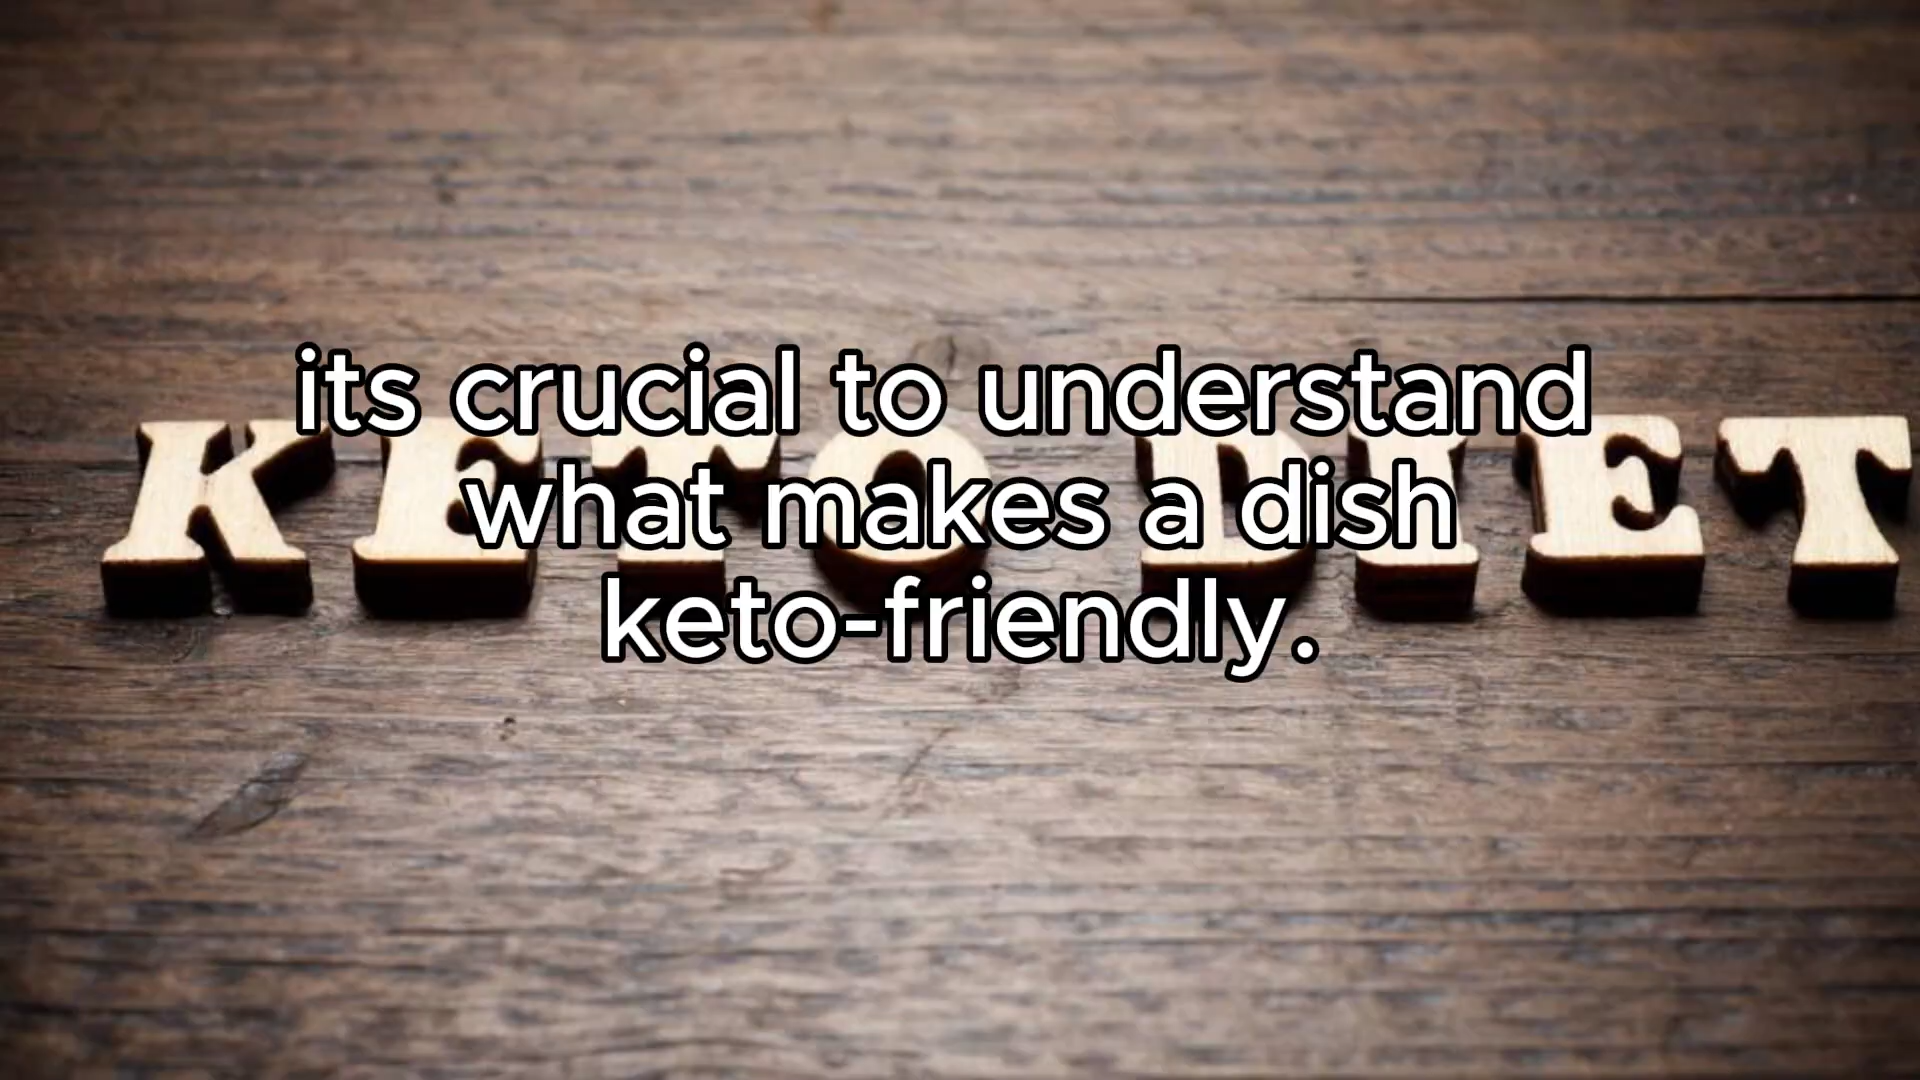 its crucial to understand
KETO DIET
what makes a dish
keto-friendly.